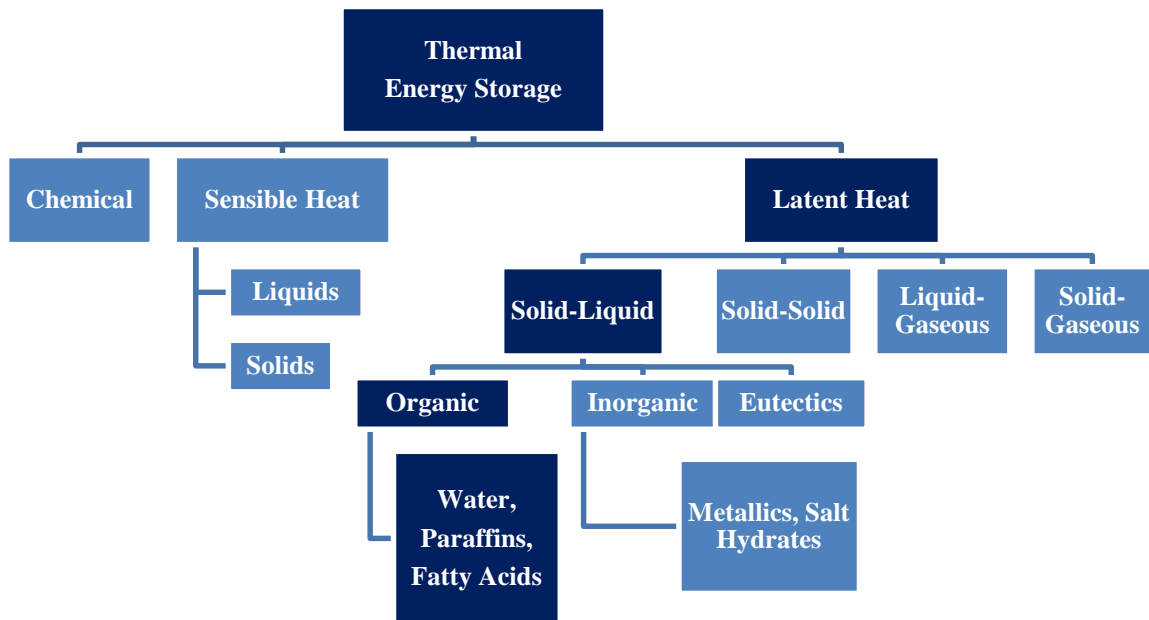 Thermal
Energy Storage
Chemical
Sensible Heat
Latent Heat
Liquids
Solids
Solid-Liquid
Solid-Solid
Liquid-
Gaseous
Solid-
Gaseous
Organic
Inorganic
Eutectics
Water,
Paraffins,
Fatty Acids
Metallics, Salt
Hydrates